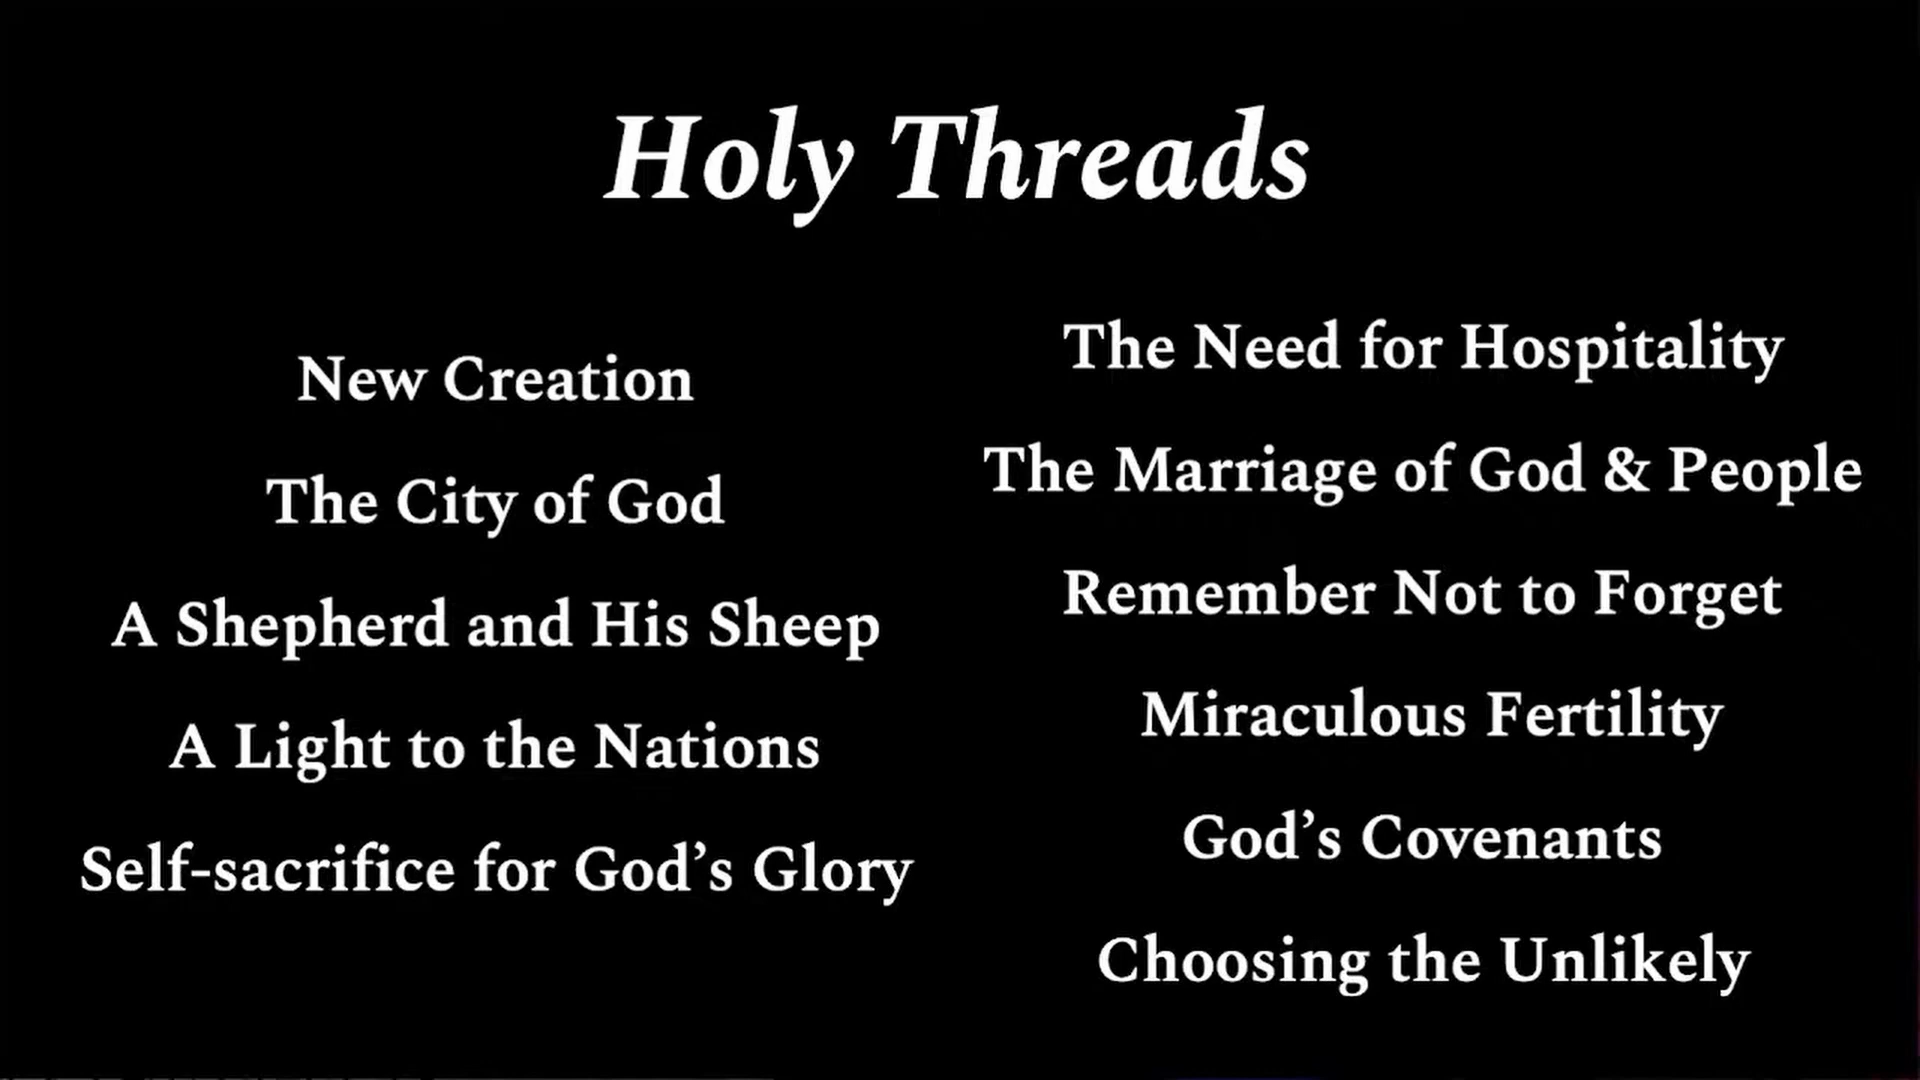 Holy Threads
New Creation
The City of God
A Shepherd and His Sheep
A Light to the Nations
Self-sacrifice for God’s Glory
The Need for Hospitality
The Marriage of God & People
Remember Not to Forget
Miraculous Fertility
God’s Covenants
Choosing the Unlikely